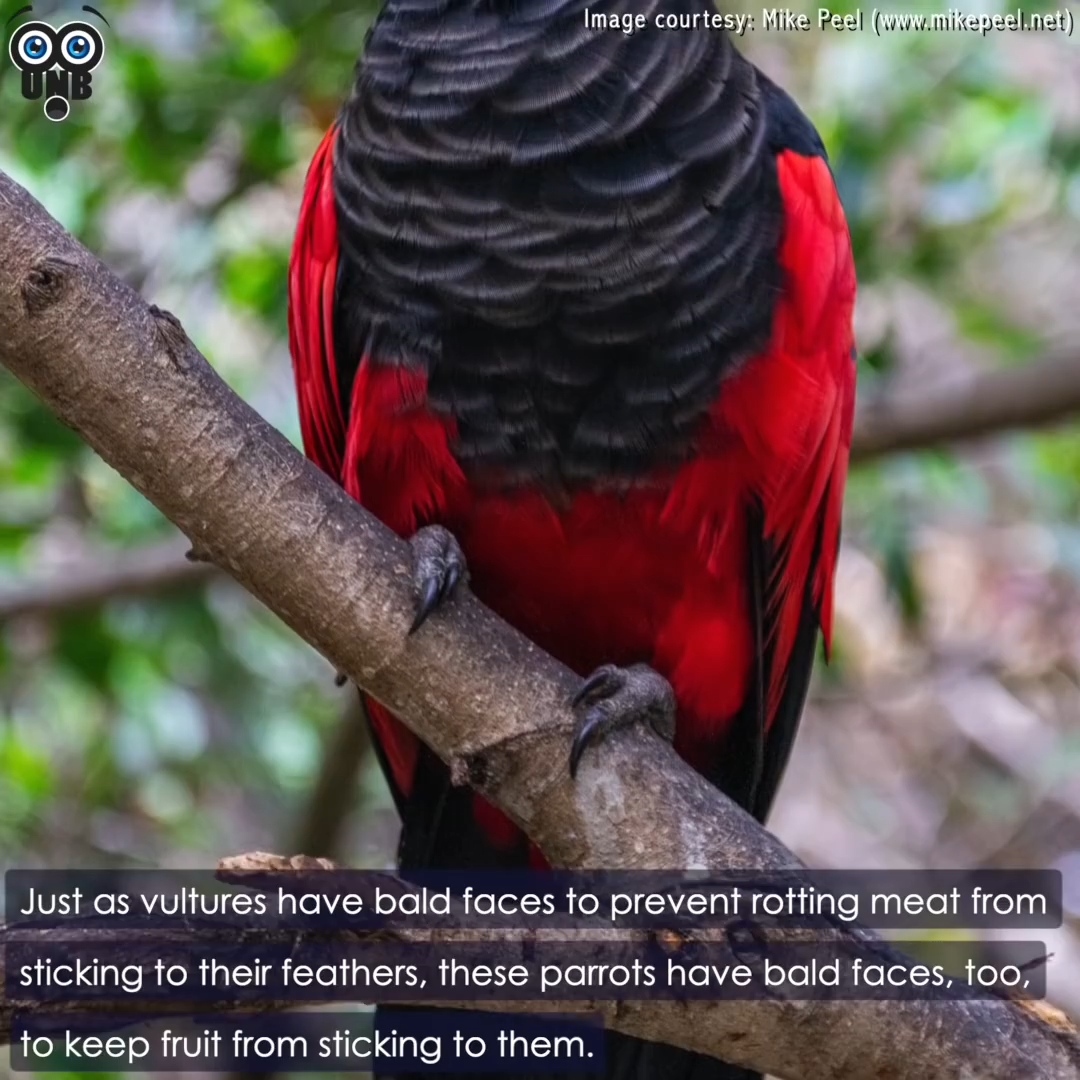 Image courtesy: Mike Peel (www.mikepeel.net)
UNB
Just as vultures have bald faces to prevent rotting meat from
sticking to their feathers, these parrots have bald faces, too,
to keep fruit from sticking to them.